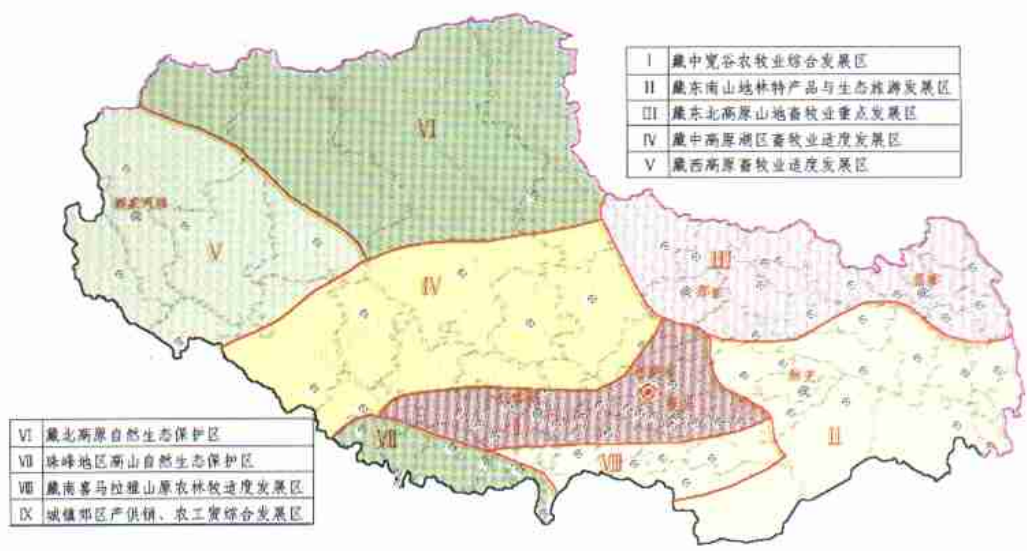 I 藏中宽谷农牧业综合发展区
II 藏东南山地林特产品与生态旅游发展区
III 藏东北高原山地畜牧业重点发展区
IV 藏中高原湖区畜牧业适度发展区
V 藏西高原畜牧业适度发展区
VI
V
III
IV
那曲
昌都
林芝
I
II
VII
VIII
VI 藏北高原自然生态保护区
VII 珠峰地区高山自然生态保护区
VIII 藏南喜马拉雅山原农林牧适度发展区
IX 城镇郊区产供销、农工贸综合发展区